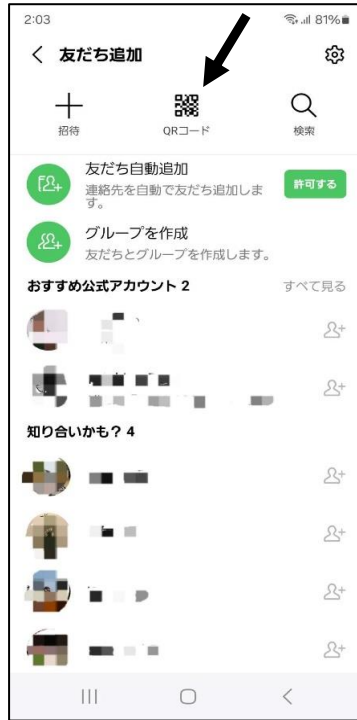 2:03
81%
友だち追加
招待
QRコード
検索
友だち自動追加
連絡先を自動で友だち追加しま
す。
許可する
グループを作成
友だちとグループを作成します。
おすすめ公式アカウント 2
すべて見る
知り合いかも? 4